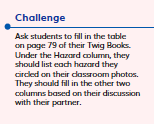 Challenge
Ask students to fill in the table
on page 79 of their Twig Books.
Under the Hazard column, they
should list each hazard they
circled on their classroom photos.
They should fill in the other two
columns based on their discussion
with their partner.